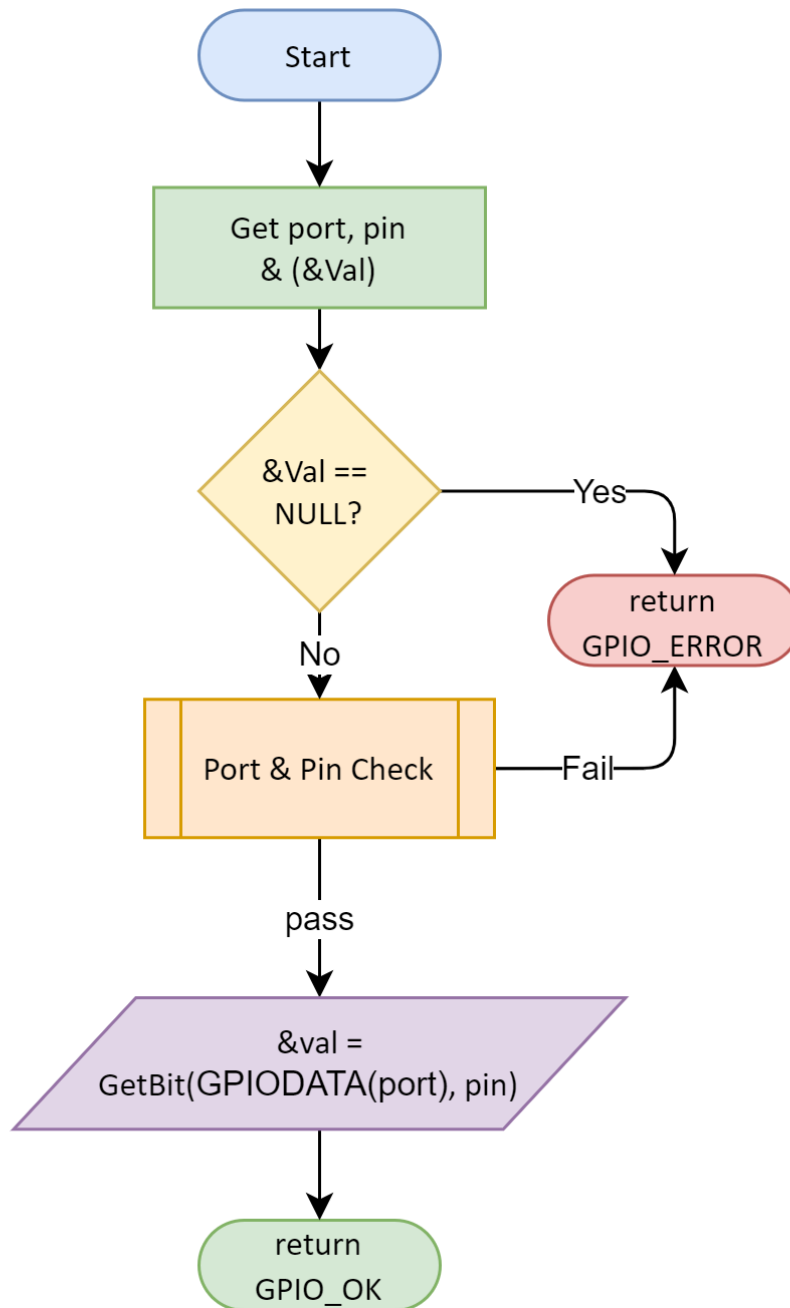 Start
Get port, pin
& (&Val)
&Val ==
NULL?
Yes
return
GPIO_ERROR
No
Port & Pin Check
Fail
pass
&val =
GetBit(GPIODATA(port), pin)
return
GPIO_OK